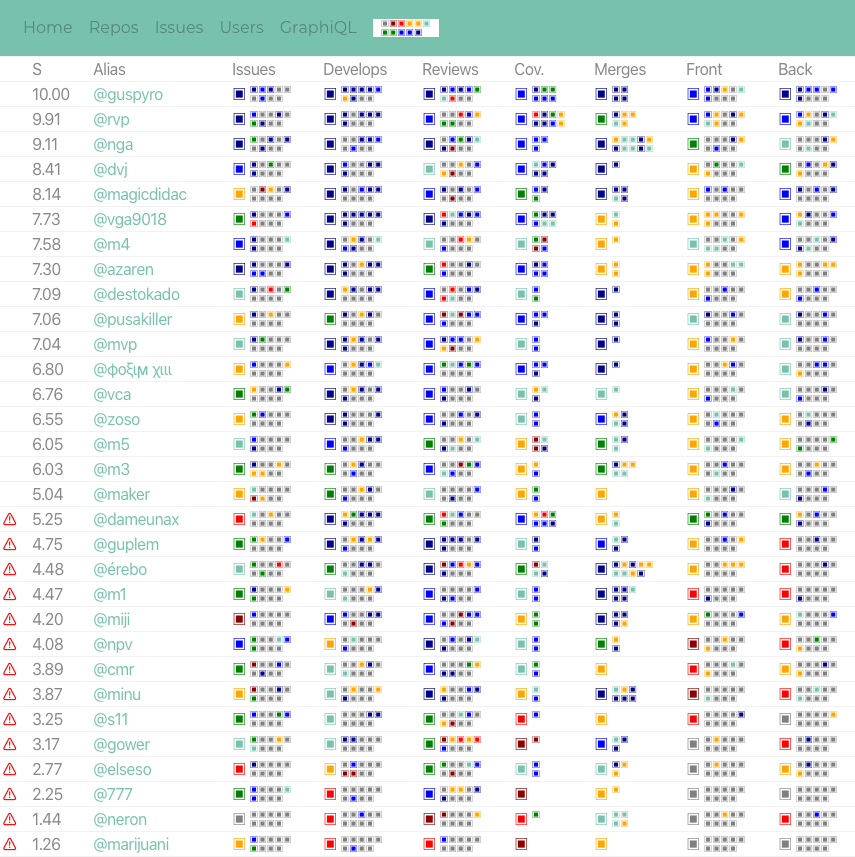 Home Repos Issues Users GraphiQL
S Alias Issues Develops Reviews Cov. Merges Front Back
10.00 @guspyro
9.91 @rvp
9.11 @nga
8.41 @dvj
8.14 @magicdidac
7.73 @vga9018
7.58 @m4
7.30 @azaren
7.09 @destokado
7.06 @pusakiller
7.04 @mvp
6.80 @φοξιμ χιιι
6.76 @vca
6.55 @zoso
6.05 @m5
6.03 @m3
5.04 @maker
5.25 @dameunax
4.75 @guplem
4.48 @érebo
4.47 @m1
4.20 @miji
4.08 @npv
3.89 @cmr
3.87 @minu
3.25 @s11
3.17 @gower
2.77 @elseso
2.25 @777
1.44 @neron
1.26 @marijuani